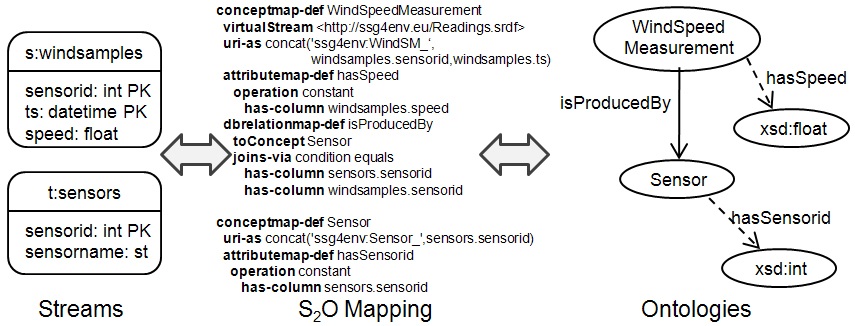 s:windsamples
sensorid: int PK
ts: datetime PK
speed: float
t:sensors
sensorid: int PK
sensorname: st
Streams
conceptmap-def WindSpeedMeasurement
virtualStream <http://ssg4env.eu/Readings.srdf>
uri-as concat('ssg4env:WindSM_',
windsamples.sensorid,windsamples.ts)
attributemap-def hasSpeed
operation constant
has-column windsamples.speed
dbrelationmap-def isProducedBy
toConcept Sensor
joins-via condition equals
has-column sensors.sensorid
has-column windsamples.sensorid
conceptmap-def Sensor
uri-as concat('ssg4env:Sensor_',sensors.sensorid)
attributemap-def hasSensorid
operation constant
has-column sensors.sensorid
S2O Mapping
WindSpeed
Measurement
hasSpeed
isProducedBy
xsd:float
Sensor
hasSensorid
xsd:int
Ontologies